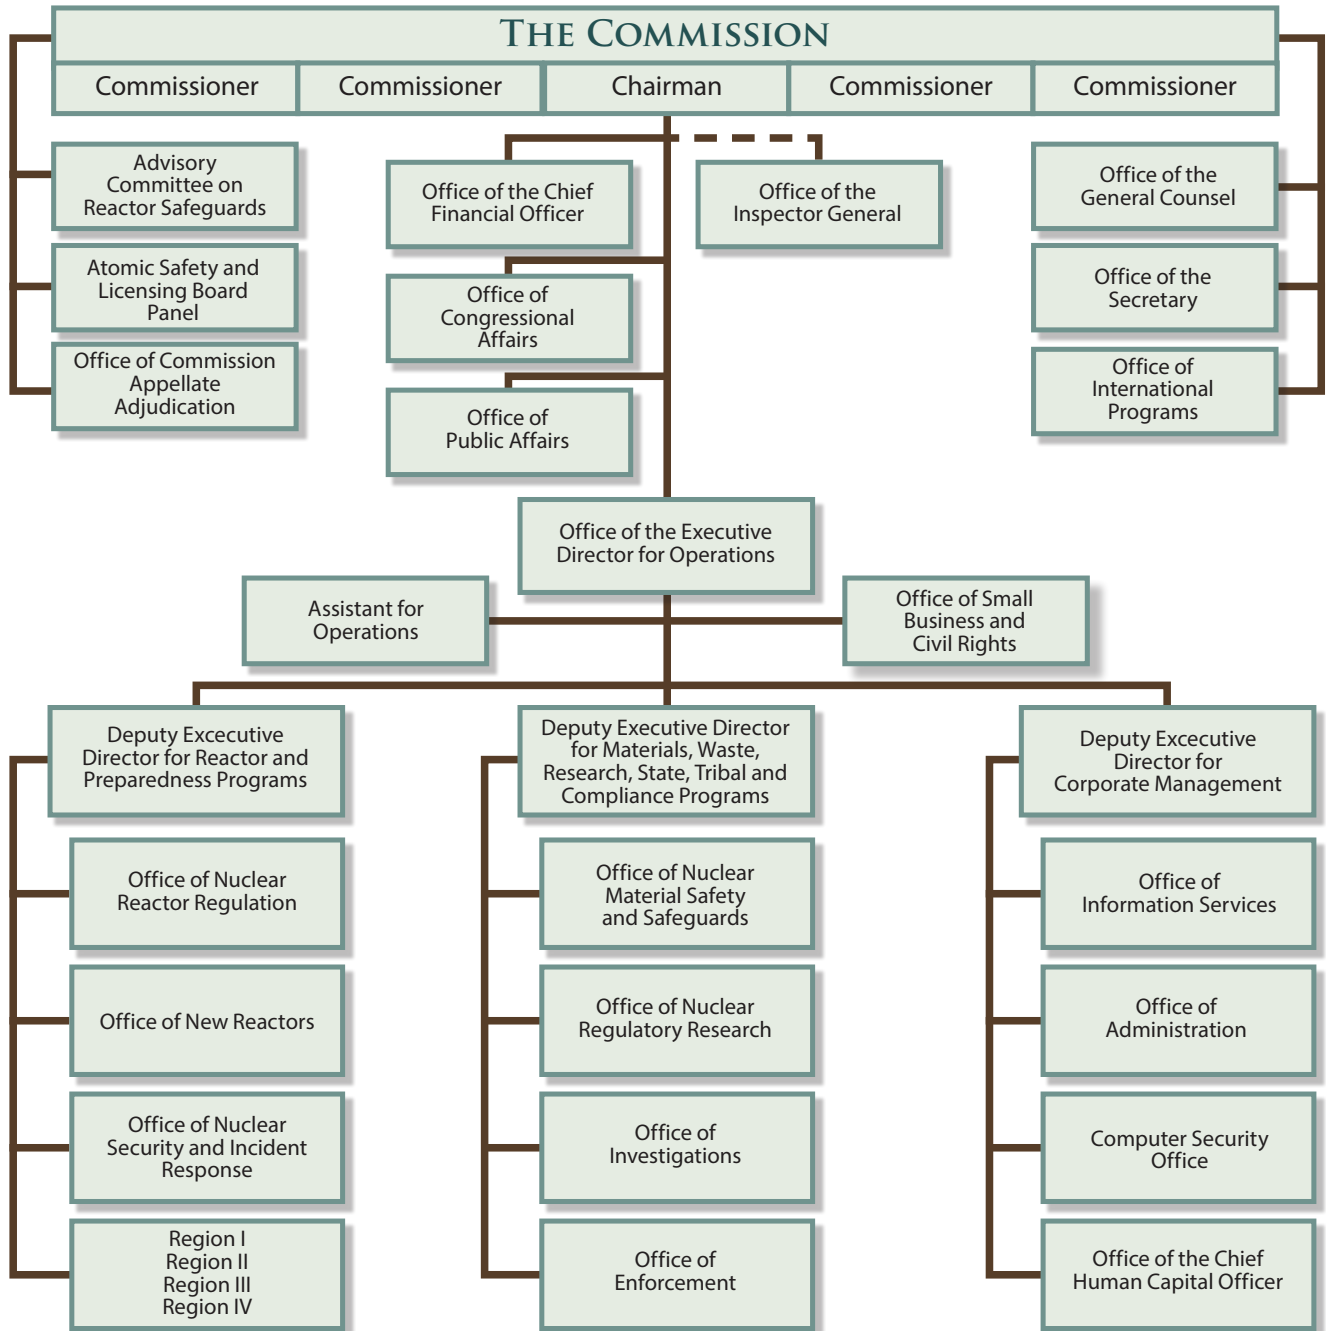 THE COMMISSION
Commissioner
Commissioner
Chairman
Commissioner
Commissioner
Advisory
Committee on
Reactor Safeguards
Atomic Safety and
Licensing Board
Panel
Office of Commission
Appellate
Adjudication
Office of the Chief
Financial Officer
Office of the
Inspector General
Office of
Congressional
Affairs
Office of
Public Affairs
Office of the
General Counsel
Office of the
Secretary
Office of
International
Programs
Office of the Executive
Director for Operations
Assistant for
Operations
Office of Small
Business and
Civil Rights
Deputy Excecutive
Director for Reactor and
Preparedness Programs
Office of Nuclear
Reactor Regulation
Office of New Reactors
Office of Nuclear
Security and Incident
Response
Region I
Region II
Region III
Region IV
Deputy Executive Director
for Materials, Waste,
Research, State, Tribal and
Compliance Programs
Office of Nuclear
Material Safety
and Safeguards
Office of Nuclear
Regulatory Research
Office of
Investigations
Office of
Enforcement
Deputy Excecutive
Director for
Corporate Management
Office of
Information Services
Office of
Administration
Computer Security
Office
Office of the Chief
Human Capital Officer